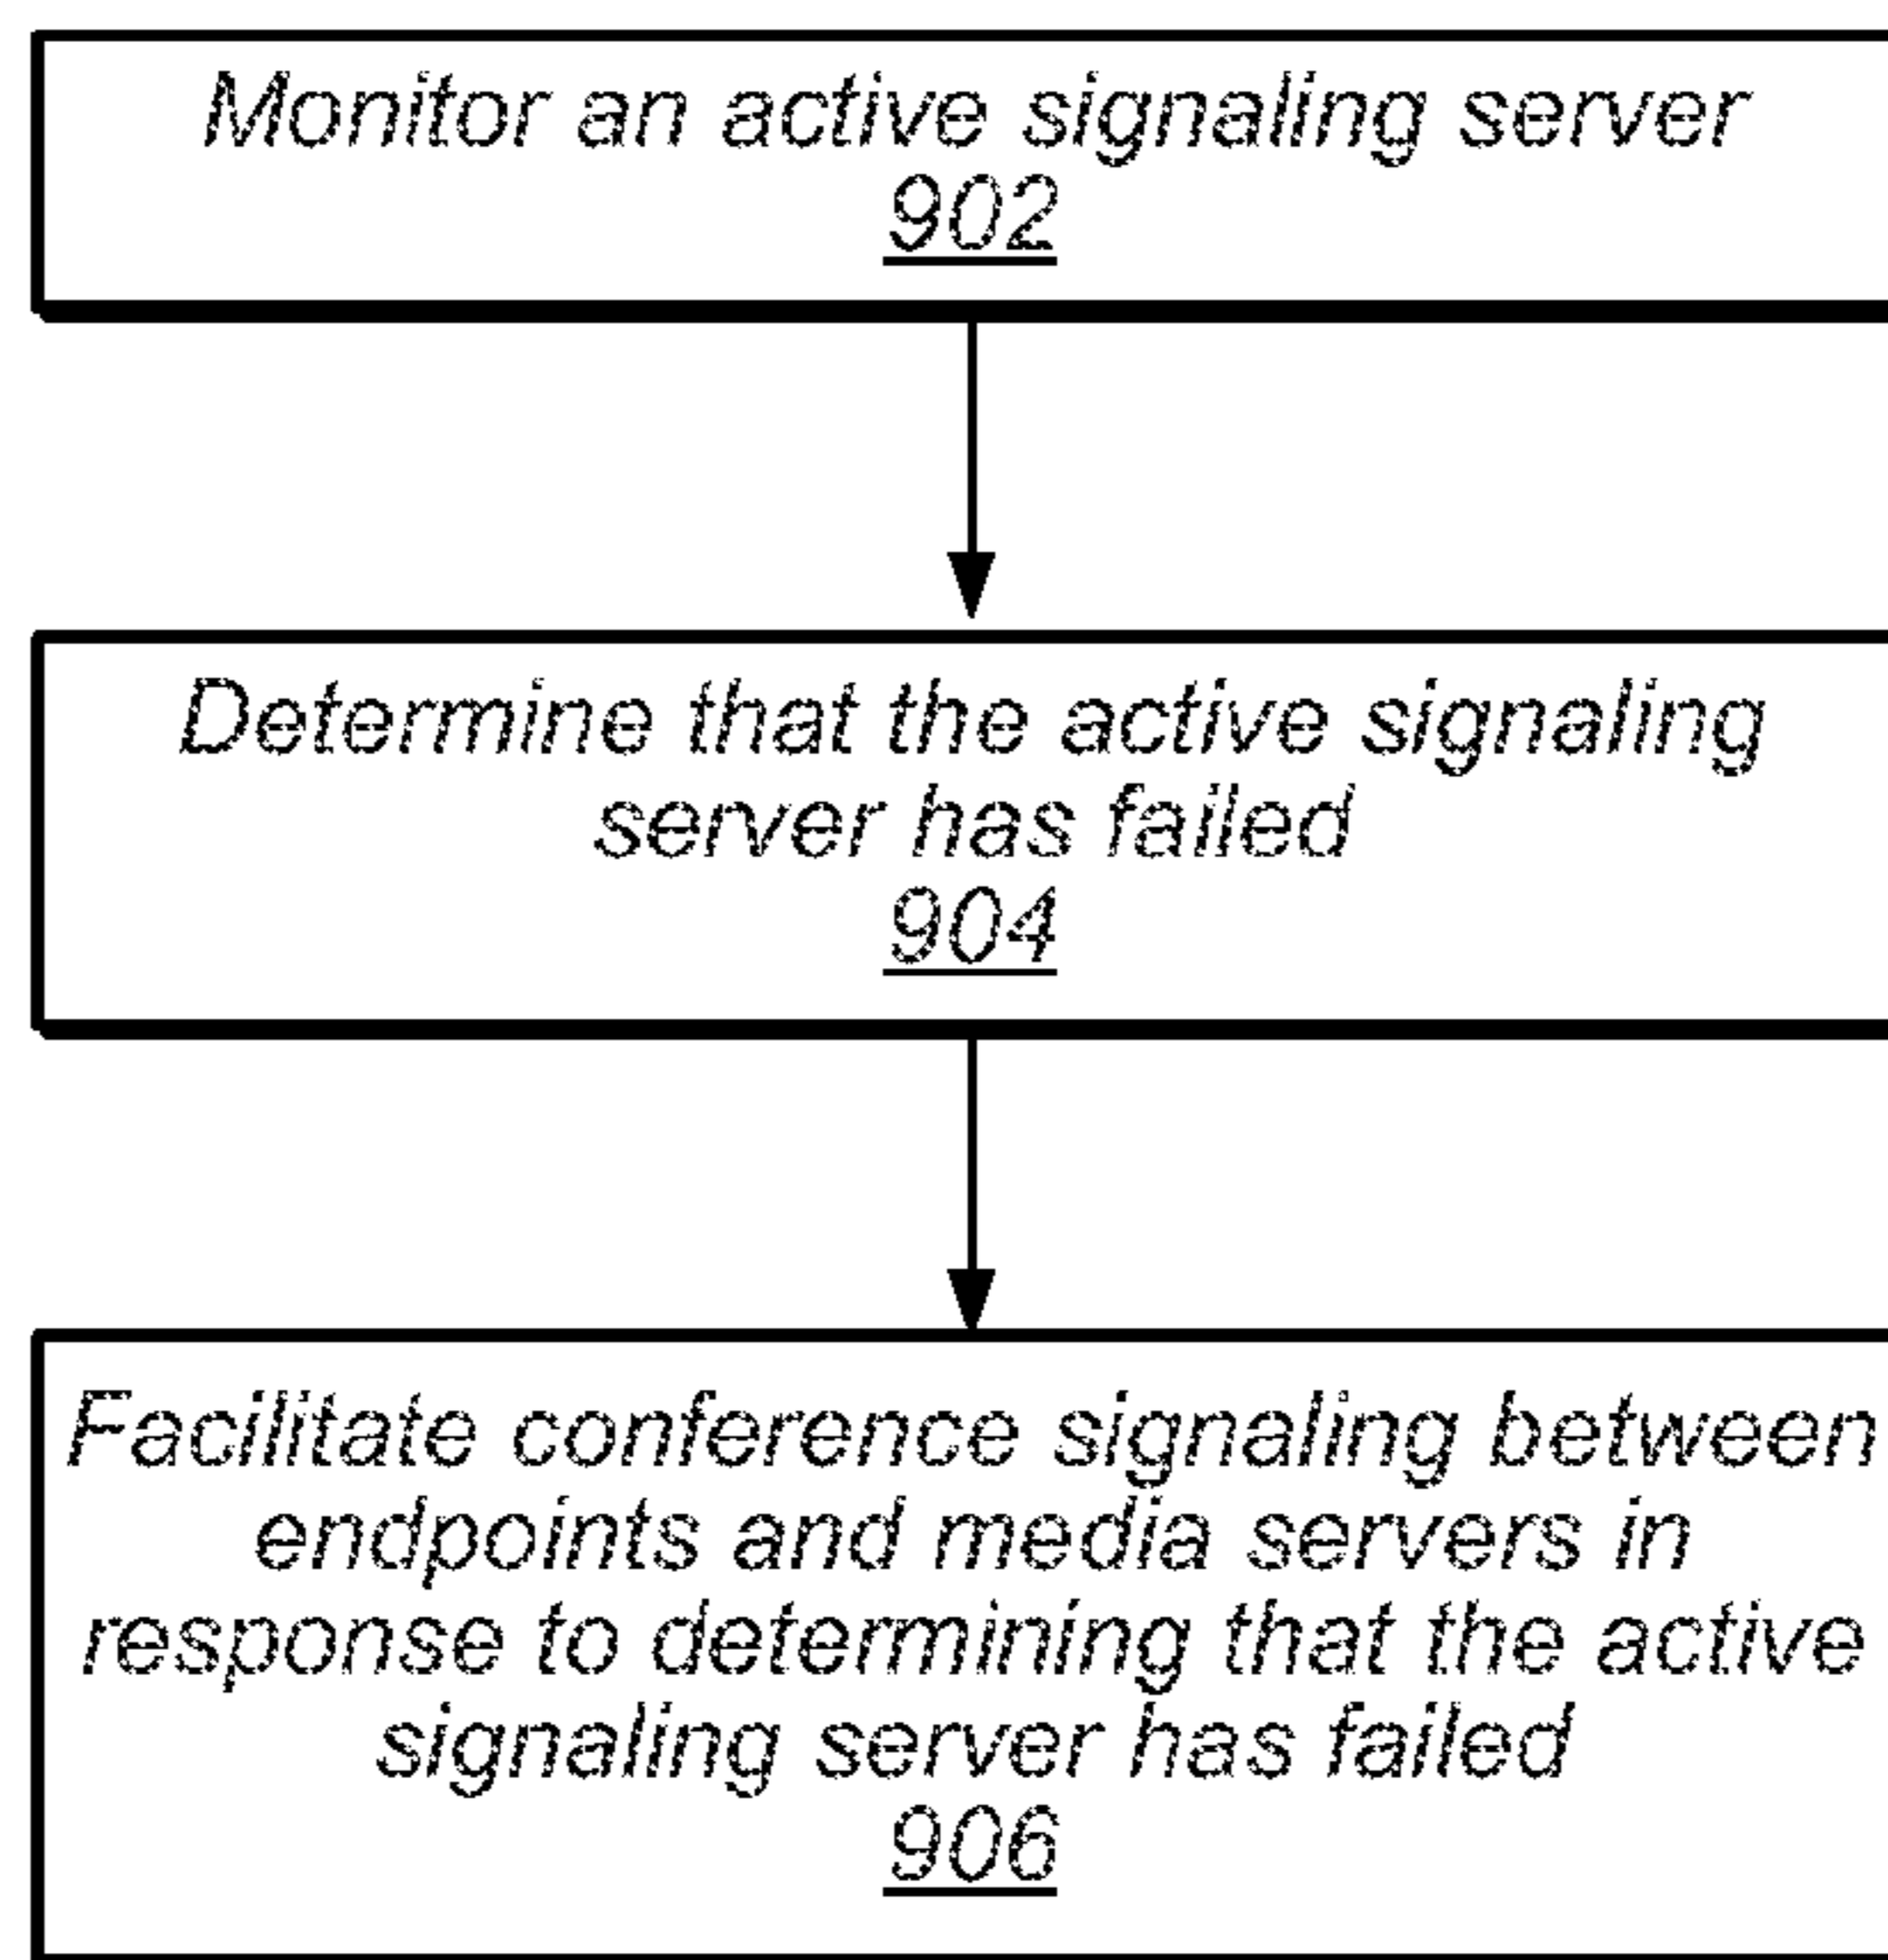 Monitor an active signaling server
902
Determine that the active signaling
server has failed
904
Facilitate conference signaling between
endpoints and media servers in
response to determining that the active
signaling server has failed
906